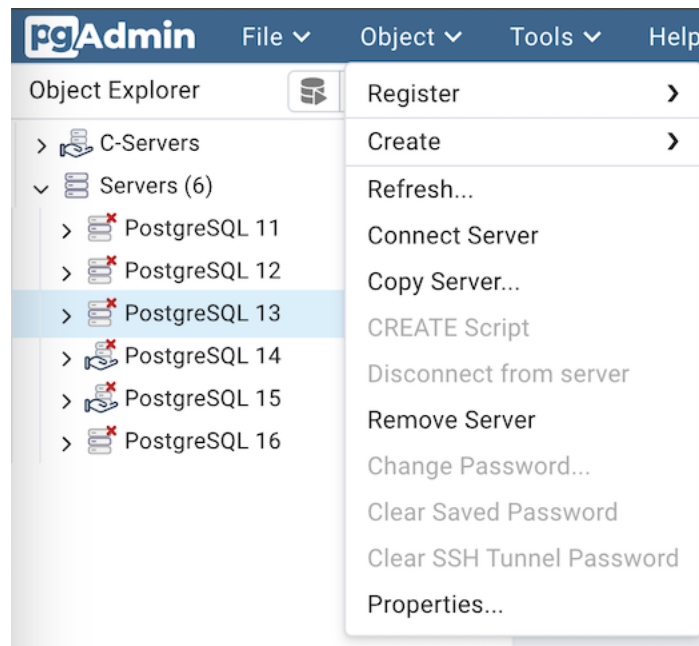 pgAdmin File Object Tools Help
Object Explorer
C-Servers
Servers (6)
PostgreSQL 11
PostgreSQL 12
PostgreSQL 13
PostgreSQL 14
PostgreSQL 15
PostgreSQL 16
Register
Create
Refresh...
Connect Server
Copy Server...
CREATE Script
Disconnect from server
Remove Server
Change Password...
Clear Saved Password
Clear SSH Tunnel Password
Properties...